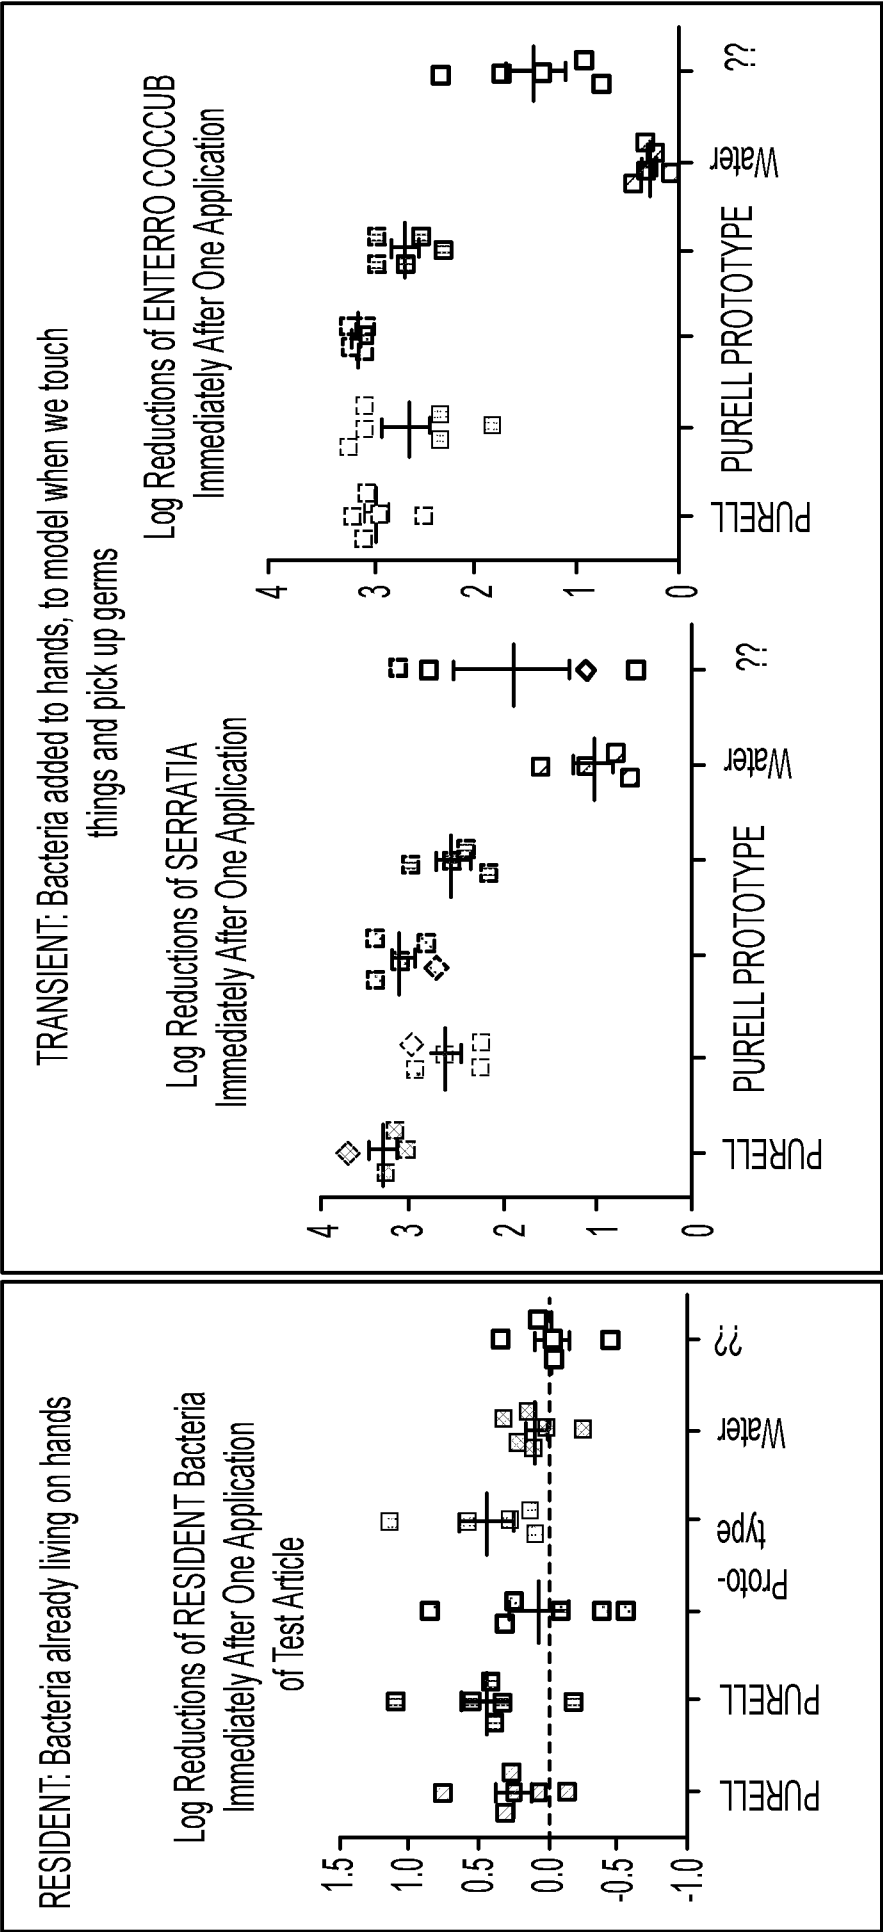 RESIDENT: Bacteria already living on hands
Log Reductions of RESIDENT Bacteria
Immediately After One Application
of Test Article
1.5
1.0
0.5
0.0
-0.5
-1.0
PURELL
PURELL
Proto-
type
Water
??
TRANSIENT: Bacteria added to hands, to model when we touch
things and pick up germs
Log Reductions of SERRATIA
Immediately After One Application
4
3
2
1
0
PURELL
PURELL PROTOTYPE
Water
??
Log Reductions of ENTERRO COCCUB
Immediately After One Application
4
3
2
1
0
PURELL
PURELL PROTOTYPE
Water
??